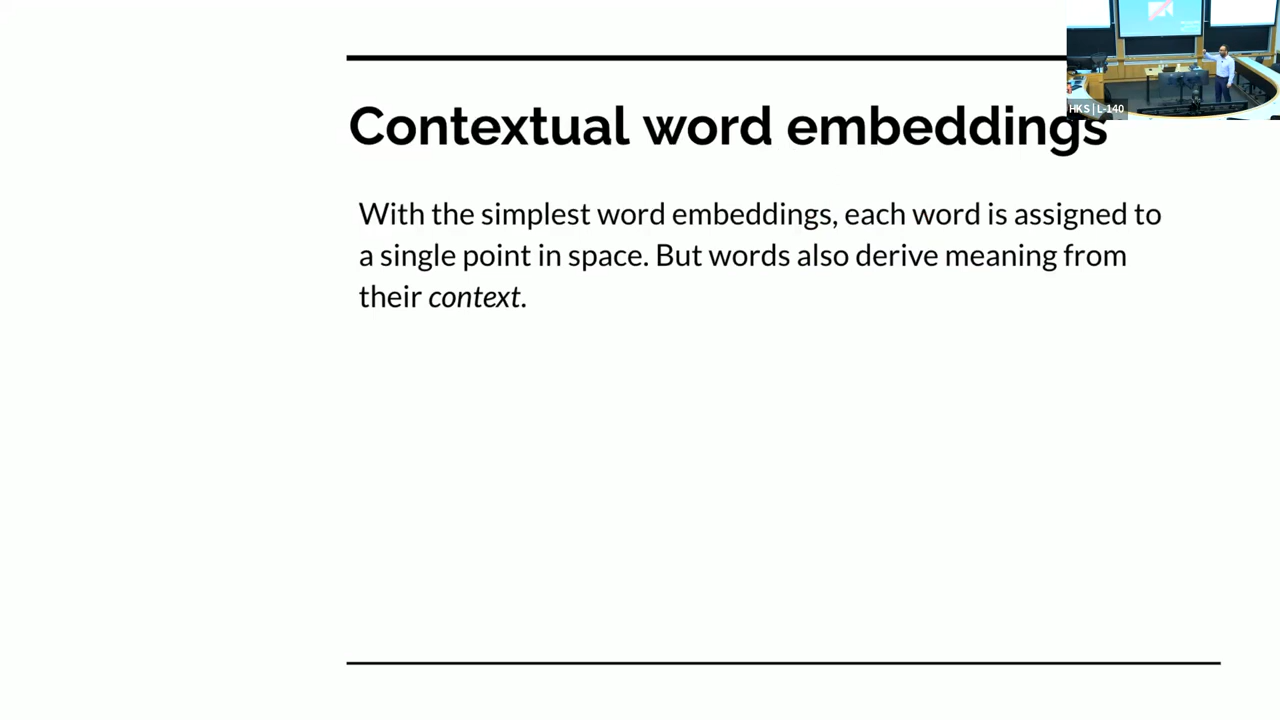 Contextual word embeddings
HKS | L-140
With the simplest word embeddings, each word is assigned to
a single point in space. But words also derive meaning from
their context.